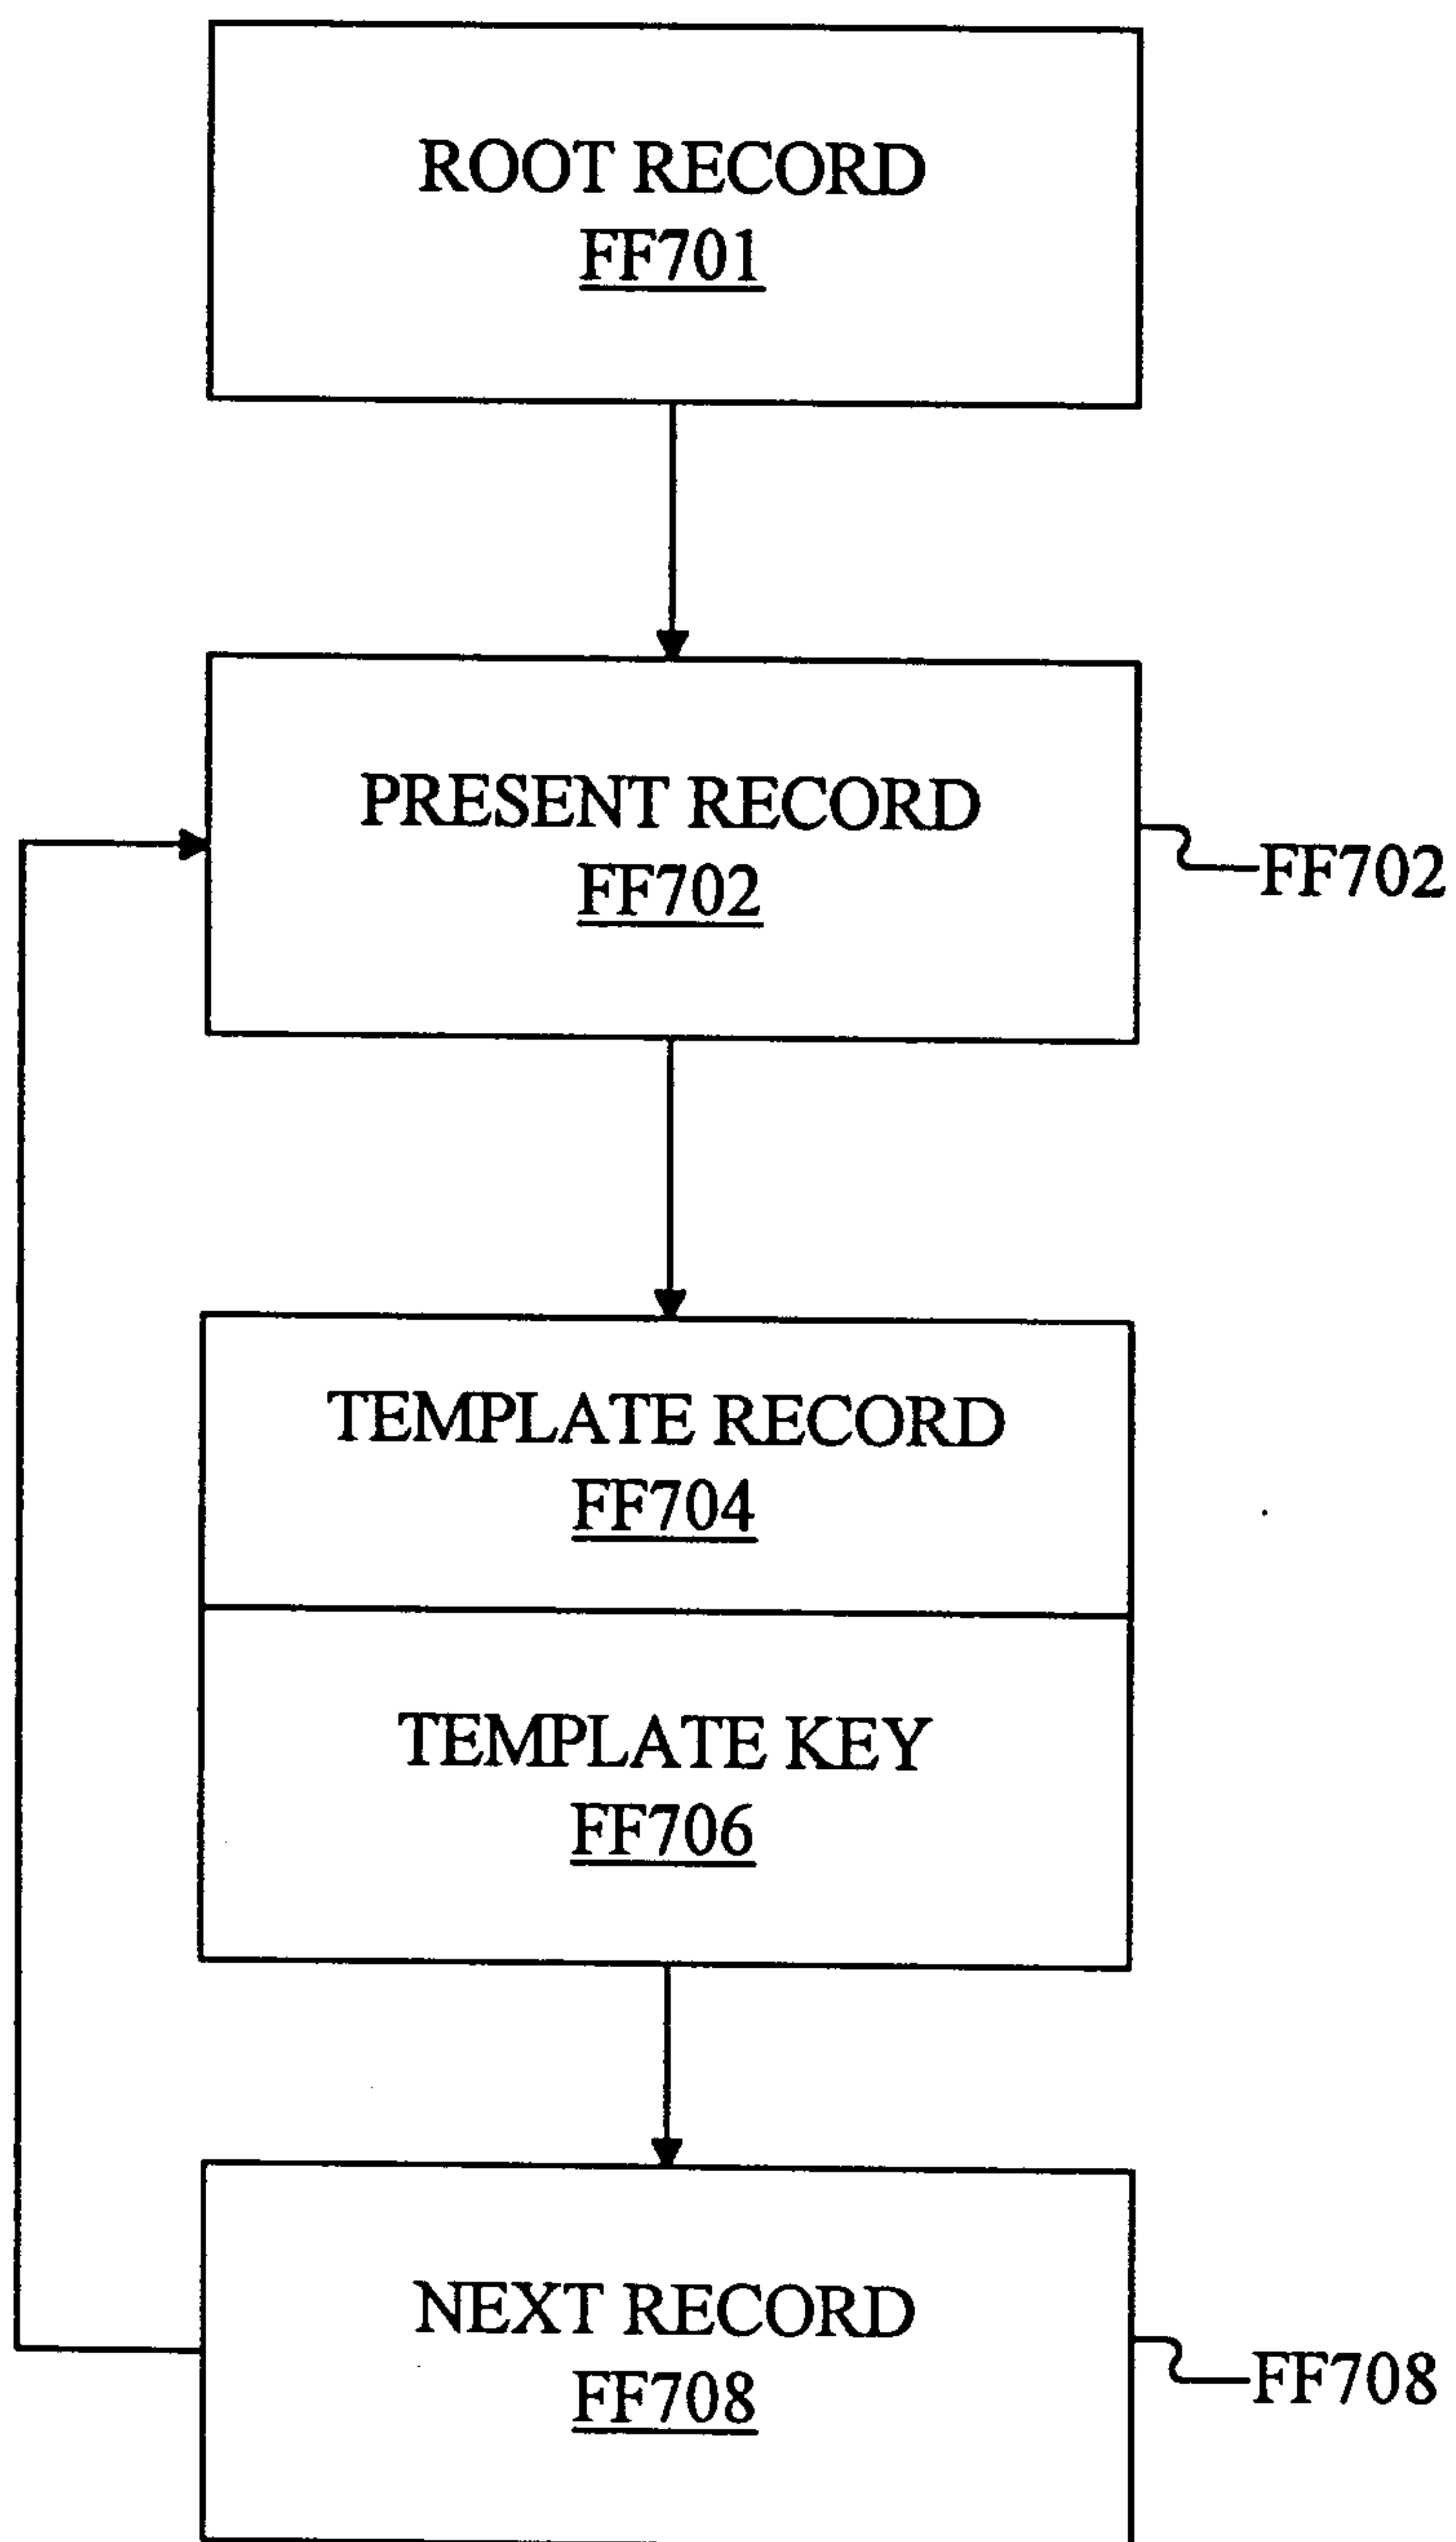 ROOT RECORD
FF701
PRESENT RECORD
FF702
FF702
TEMPLATE RECORD
FF704
TEMPLATE KEY
FF706
NEXT RECORD
FF708
FF708